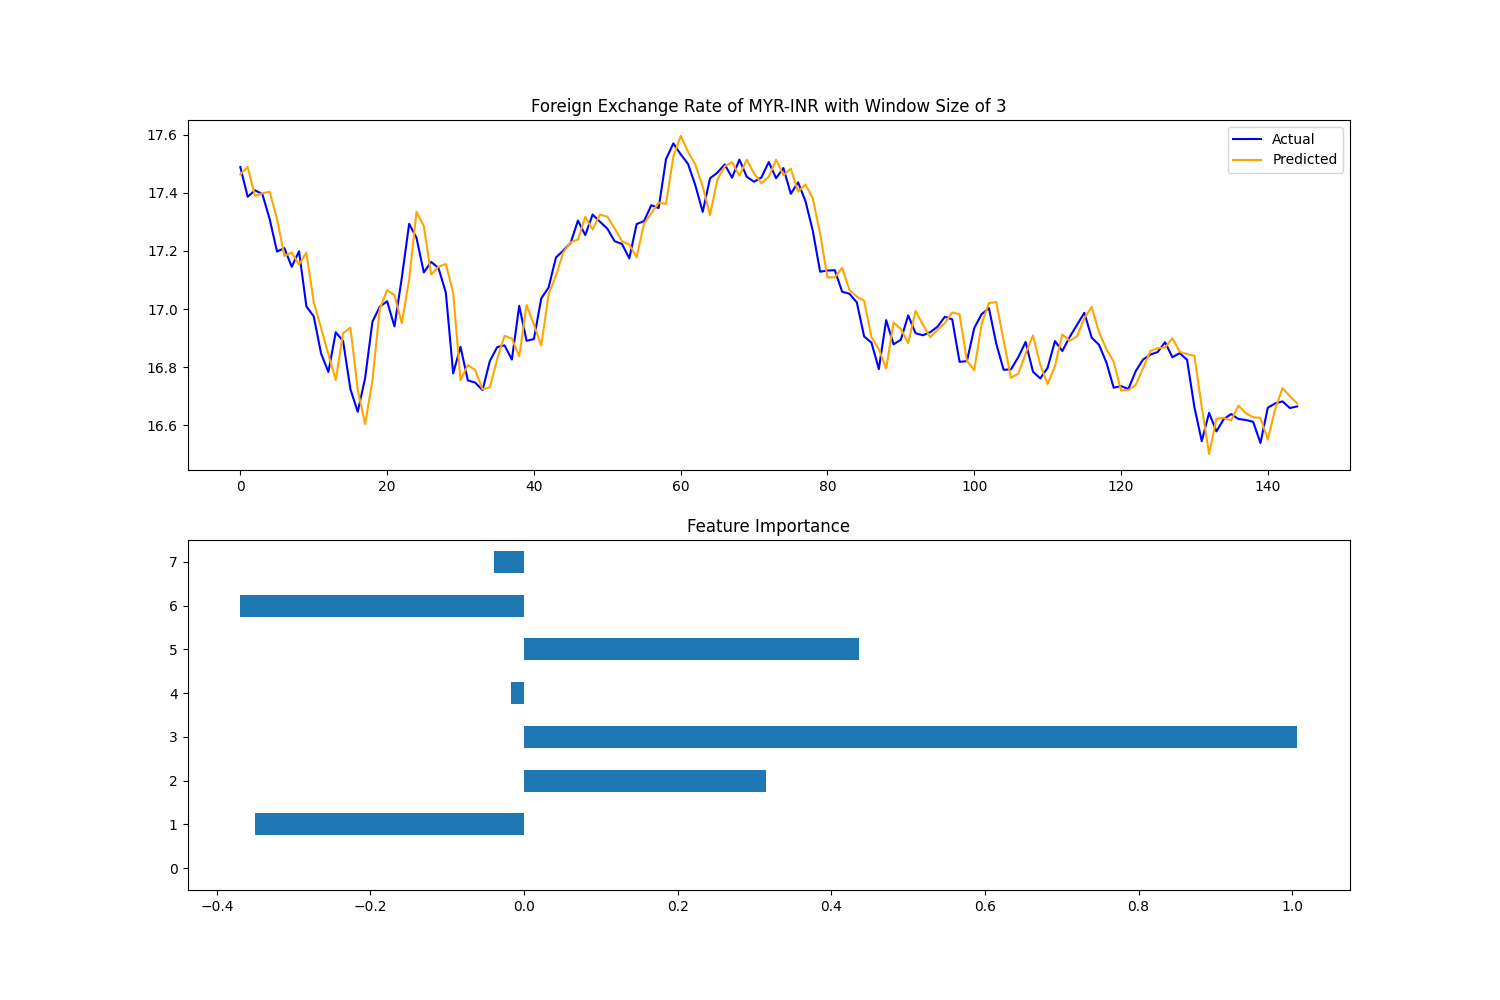 Foreign Exchange Rate of MYR-INR with Window Size of 3
17.6
17.4
17.2
17.0
16.8
16.6
Actual
Predicted
0 20 40 60 80 100 120 140
Feature Importance
7
6
5
4
3
2
1
0
−0.4 −0.2 0.0 0.2 0.4 0.6 0.8 1.0